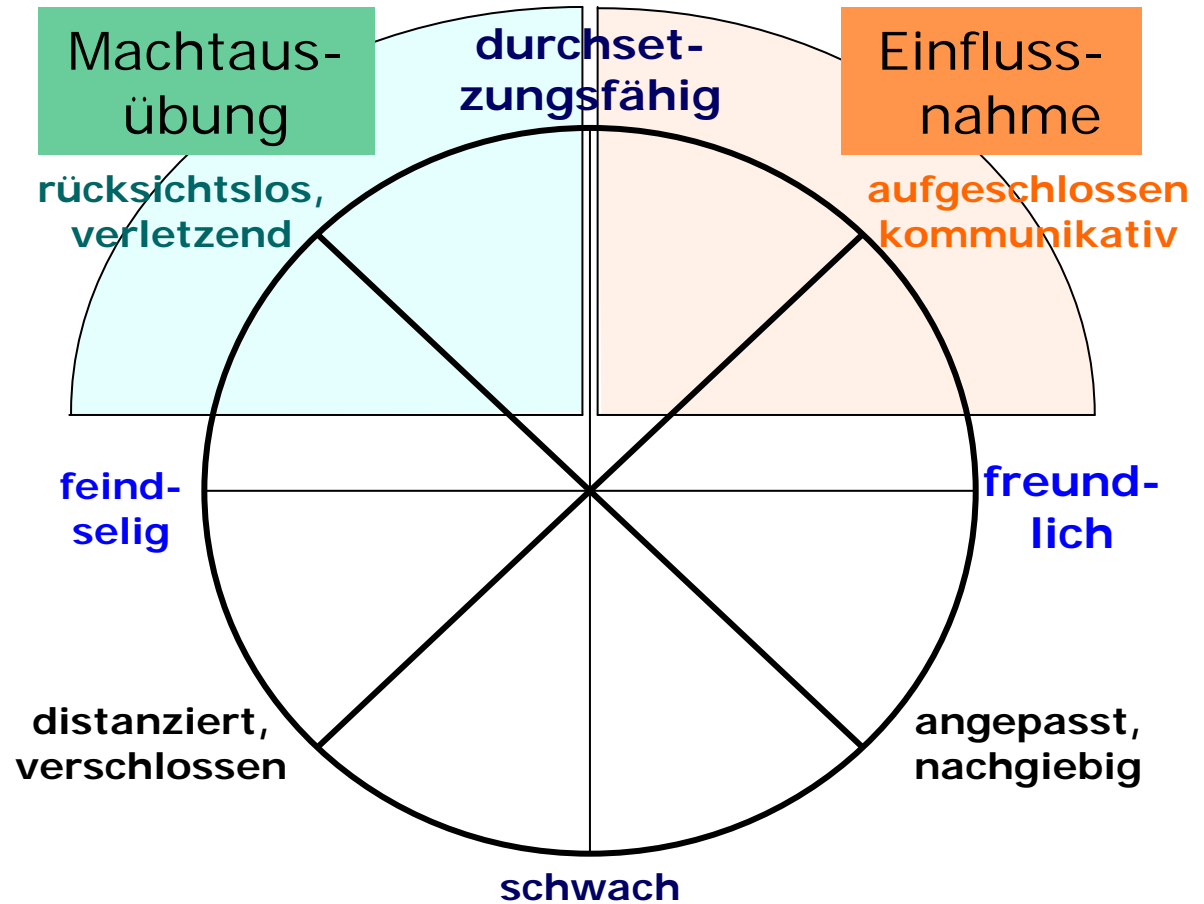 Machtaus-
übung
durchset-
zungsfähig
Einfluss-
nahme
rücksichtslos,
verletzend
aufgeschlossen
kommunikativ
feind-
selig
freund-
lich
distanziert,
verschlossen
angepasst,
nachgiebig
schwach